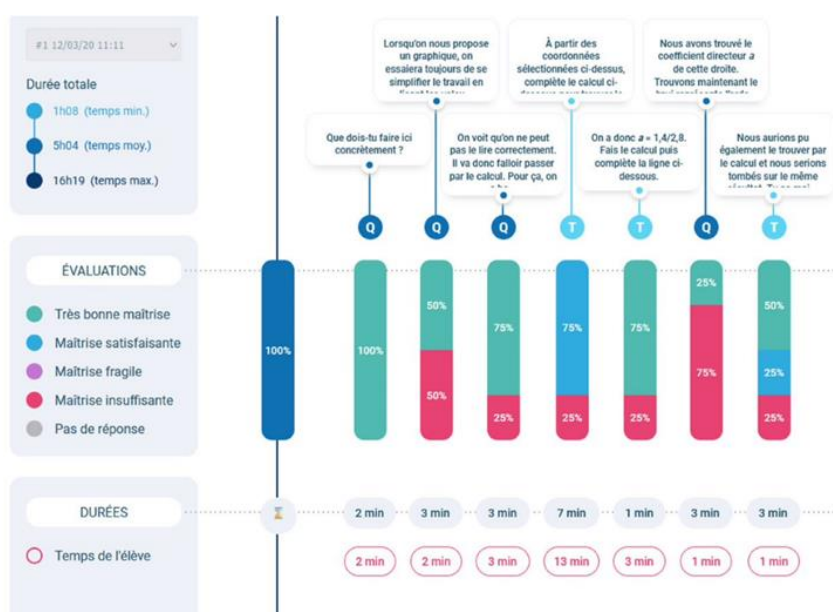 #1 12/03/20 11:11
Durée totale
1h08 (temps min.)
5h04 (temps moy.)
16h19 (temps max.)
Que dois-tu faire ici
concrètement ?
Lorsqu'on nous propose
un graphique, on
essaiera toujours de se
simplifier le travail en
On voit qu'on ne peut
pas le lire correctement.
Il va donc falloir passer
par le calcul. Pour ça, on
À partir des
coordonnées
sélectionnées ci-dessus,
complète le calcul ci-
On a donc a = 1,4/2,8.
Fais le calcul puis
complète la ligne ci-
dessous.
Nous avons trouvé le
coefficient directeur a
de cette droite.
Trouvons maintenant le
Nous aurions pu
également le trouver par
le calcul et nous serions
tombés sur le même
Q Q Q T T Q T
ÉVALUATIONS
Très bonne maîtrise
Maîtrise satisfaisante
Maîtrise fragile
Maîtrise insuffisante
Pas de réponse
100%
100%
50%
50%
75%
25%
75%
25%
75%
25%
25%
75%
50%
25%
25%
DURÉES
2 min 3 min 3 min 7 min 1 min 3 min 3 min
Temps de l'élève
2 min 2 min 3 min 13 min 3 min 1 min 1 min